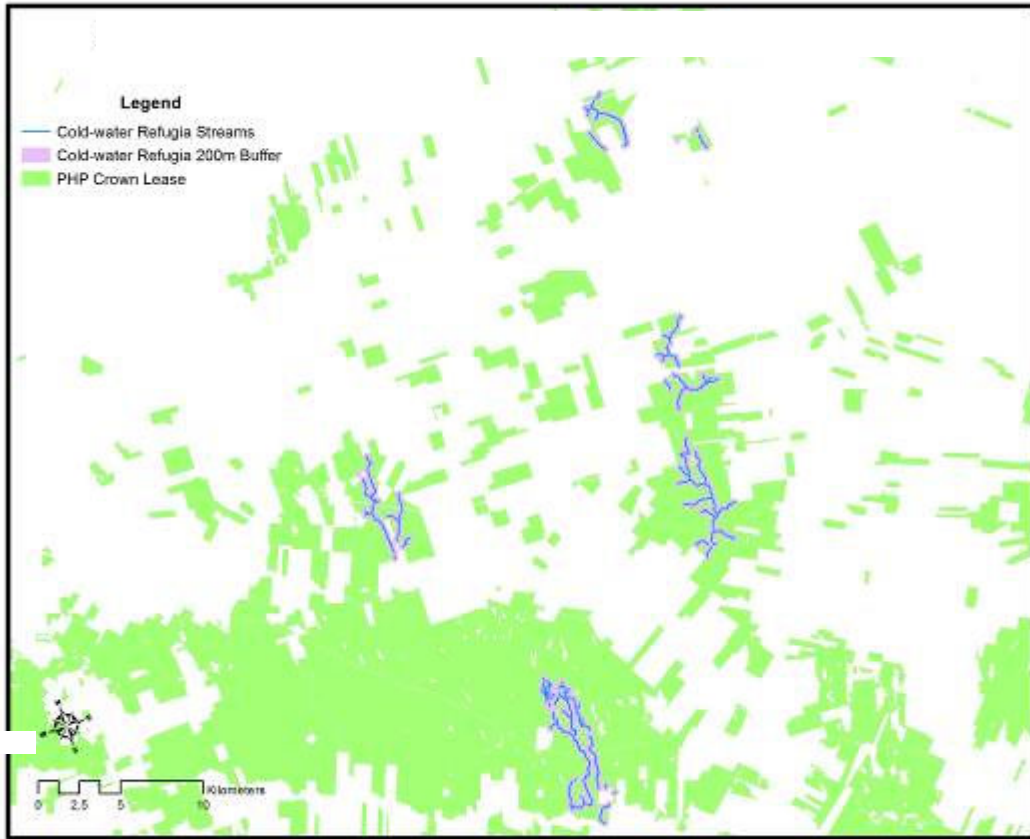 Legend
Cold-water Refugia Streams
Cold-water Refugia 200m Buffer
PHP Crown Lease
Kilometers
0 2.5 5 10